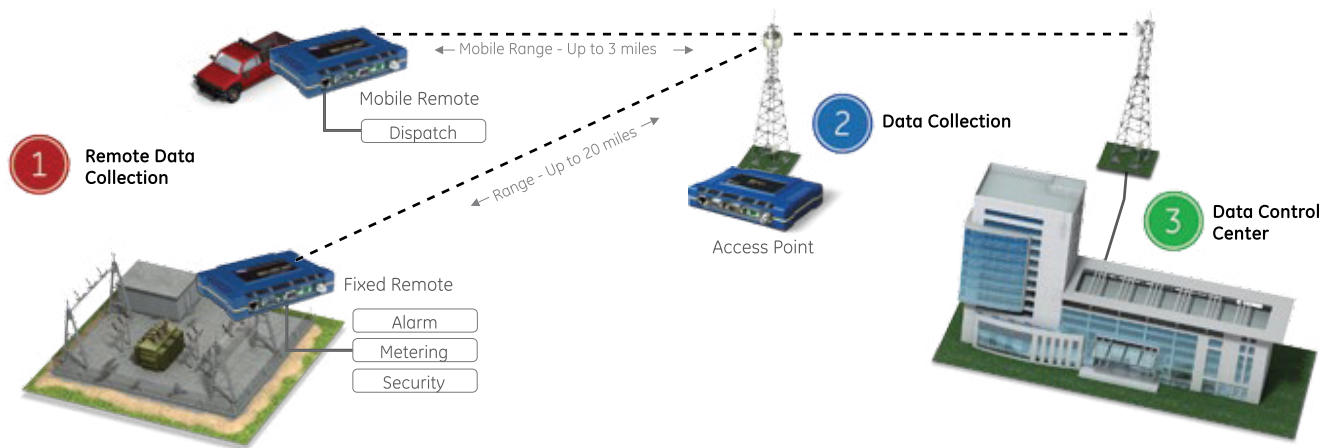 Mobile Range - Up to 3 miles
Mobile Remote
Dispatch
1
Remote Data
Collection
Range - Up to 20 miles
2
Data Collection
Access Point
3
Data Control
Center
Fixed Remote
Alarm
Metering
Security